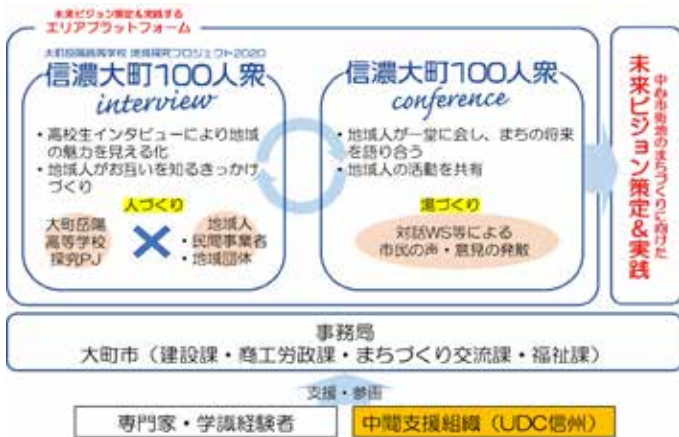 未来ビジョン策定&実践する
エリアプラットフォーム
大町岳陽高等学校 地域探究プロジェクト2020
信濃大町100人衆
interview
・高校生インタビューにより地域
の魅力を見える化
・地域人がお互いを知るきっかけ
づくり
人づくり
大町岳陽
高等学校
探究PJ
×
地域人
・民間事業者
・地域団体
信濃大町100人衆
conference
・地域人が一堂に会し、まちの将来
を語り合う
・地域人の活動を共有
場づくり
対話WS等による
市民の声・意見の発散
中心市街地のまちづくりに向けた
未来ビジョン策定&実践
事務局
大町市（建設課・商工労政課・まちづくり交流課・福祉課）
支援・参画
専門家・学識経験者
中間支援組織（UDC信州）